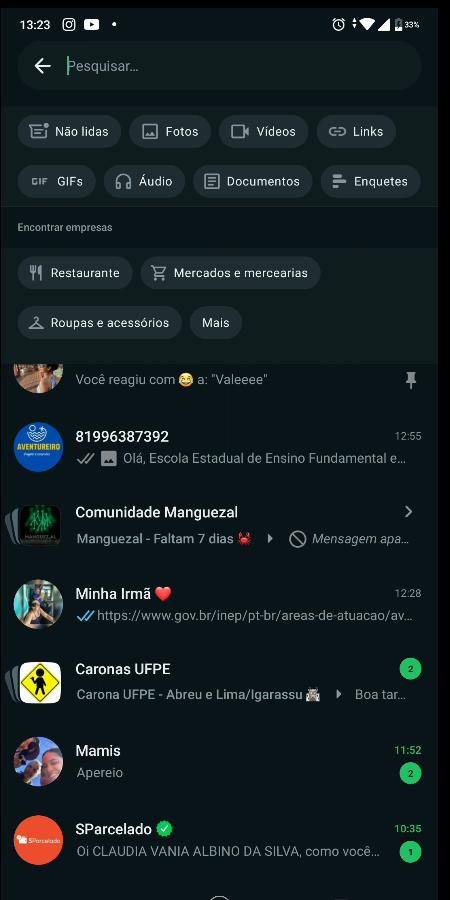 13:23
33%
Pesquisar...
Não lidas
Fotos
Vídeos
Links
GIF GIFs
Áudio
Documentos
Enquetes
Encontrar empresas
Restaurante
Mercados e mercearias
Roupas e acessórios
Mais
Você reagiu com 😂 a: "Valeeee"
AVENTUREIRO
81996387392
12:55
Olá, Escola Estadual de Ensino Fundamental e...
MANGUEZAL
Comunidade Manguezal
Manguezal - Faltam 7 dias 🦀
Mensagem apa...
Minha Irmã ❤️
12:28
https://www.gov.br/inep/pt-br/areas-de-atuacao/av...
Caronas UFPE
2
Carona UFPE - Abreu e Lima/Igarassu
Boa tar...
Mamis
11:52
Apereio
2
SParcelado
SParcelado
10:35
Oi CLAUDIA VANIA ALBINO DA SILVA, como você...
1